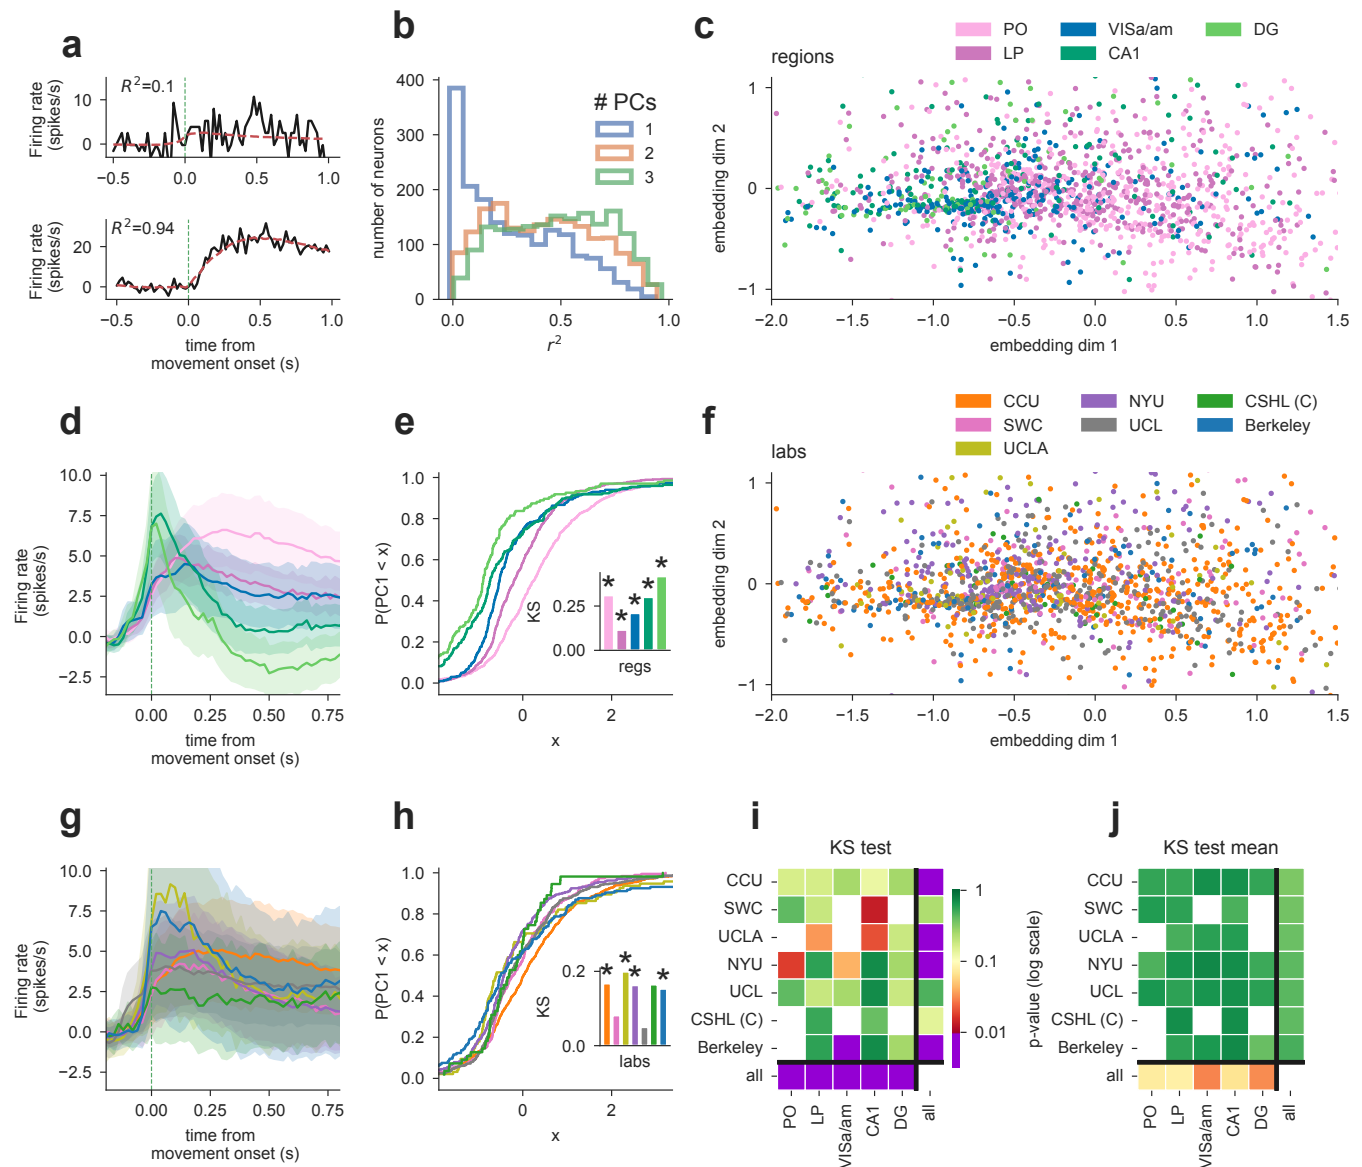 a
R²=0.1
Firing rate
(spikes/s)
10
0
−0.5
0.0
0.5
1.0
R²=0.94
Firing rate
(spikes/s)
20
0
−0.5
0.0
0.5
1.0
time from
movement onset (s)
b
number of neurons
400
300
200
100
0
# PCs
1
2
3
0.0
0.5
1.0
r²
c
PO
VISa/am
DG
LP
CA1
regions
embedding dim 2
1
0
−1
−2.0
−1.5
−1.0
−0.5
0.0
0.5
1.0
1.5
embedding dim 1
d
Firing rate
(spikes/s)
10.0
7.5
5.0
2.5
0.0
−2.5
0.00
0.25
0.50
0.75
time from
movement onset (s)
e
P(PC1 < x)
1.0
0.8
0.6
0.4
0.2
0.0
KS
0.25
0.00
* * * * *
regs
0
2
x
f
CCU
NYU
CSHL (C)
SWC
UCL
Berkeley
UCLA
labs
embedding dim 2
1
0
−1
−2.0
−1.5
−1.0
−0.5
0.0
0.5
1.0
1.5
embedding dim 1
g
Firing rate
(spikes/s)
10.0
7.5
5.0
2.5
0.0
−2.5
0.00
0.25
0.50
0.75
time from
movement onset (s)
h
P(PC1 < x)
1.0
0.8
0.6
0.4
0.2
0.0
KS
0.2
0.0
* * * *
labs
0
2
x
i
KS test
CCU
SWC
UCLA
NYU
UCL
CSHL (C)
Berkeley
all
PO
LP
VISa/am
CA1
DG
all
1
0.1
0.01
p-value (log scale)
j
KS test mean
CCU
SWC
UCLA
NYU
UCL
CSHL (C)
Berkeley
all
PO
LP
VISa/am
CA1
DG
all